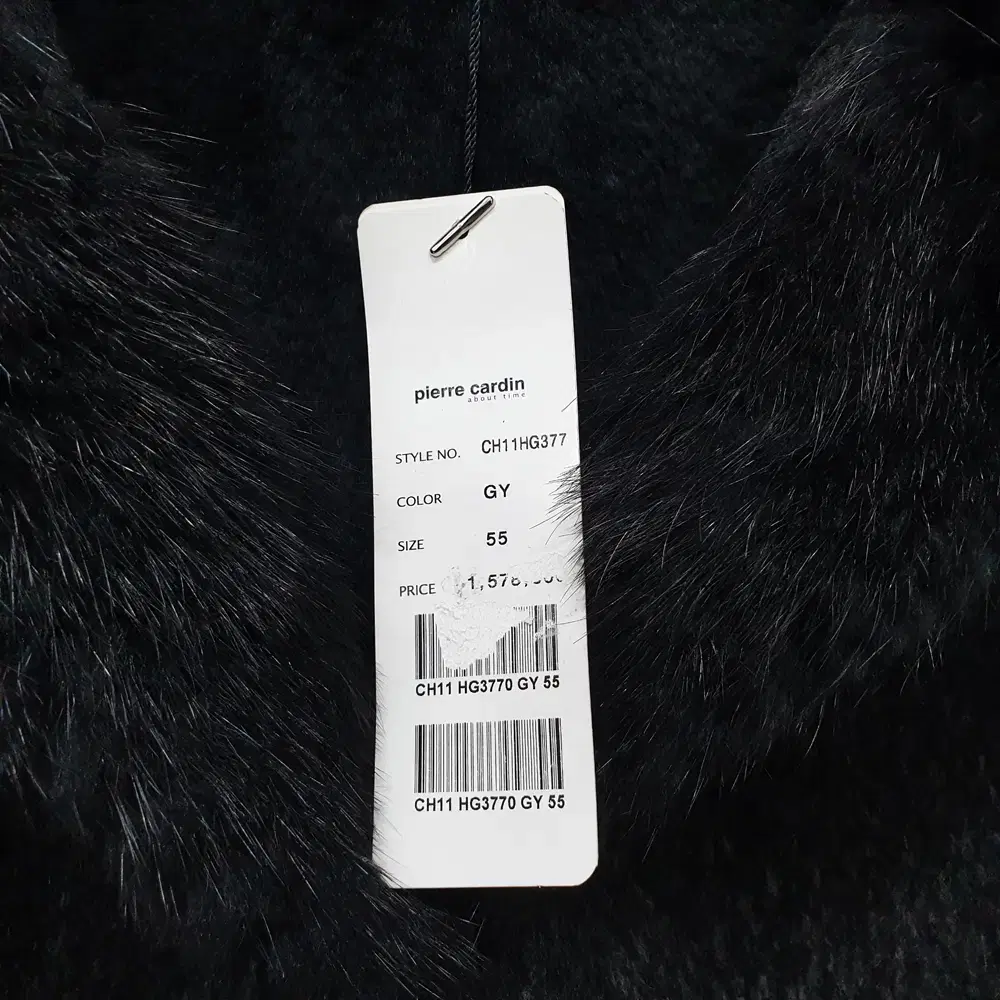 pierre cardin
about time
STYLE NO. CH11HG377
COLOR GY
SIZE 55
PRICE
CH11 HG3770 GY 55
CH11 HG3770 GY 55